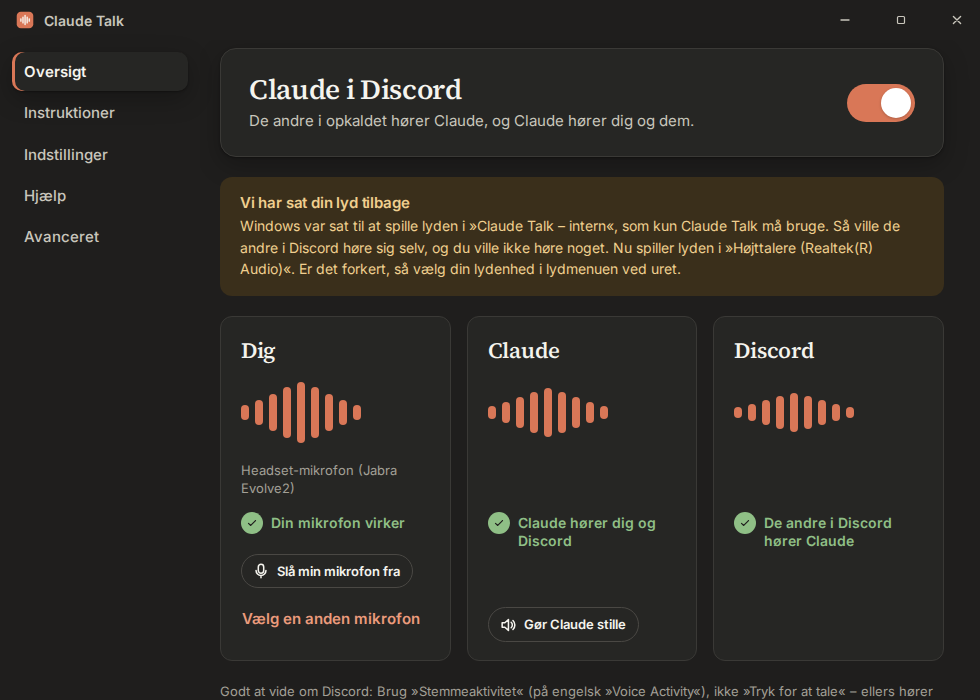 Claude Talk
Oversigt
Instruktioner
Indstillinger
Hjælp
Avanceret
Claude i Discord
De andre i opkaldet hører Claude, og Claude hører dig og dem.
Vi har sat din lyd tilbage
Windows var sat til at spille lyden i »Claude Talk – intern«, som kun Claude Talk må bruge. Så ville de
andre i Discord høre sig selv, og du ville ikke høre noget. Nu spiller lyden i »Højttalere (Realtek(R)
Audio)«. Er det forkert, så vælg din lydenhed i lydmenuen ved uret.
Dig
Headset-mikrofon (Jabra
Evolve2)
Din mikrofon virker
Slå min mikrofon fra
Vælg en anden mikrofon
Claude
Claude hører dig og
Discord
Gør Claude stille
Discord
De andre i Discord
hører Claude
Godt at vide om Discord: Brug »Stemmeaktivitet« (på engelsk »Voice Activity«), ikke »Tryk for at tale« – ellers hører